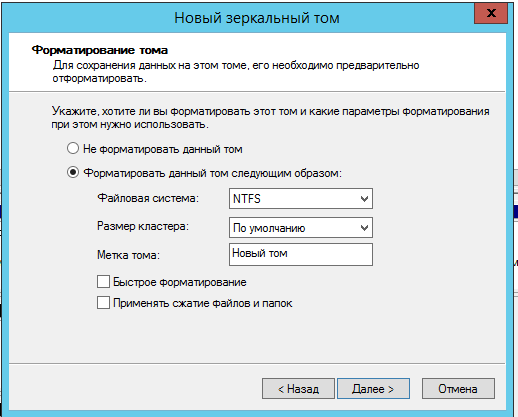 Новый зеркальный том
x
Форматирование тома
Для сохранения данных на этом томе, его необходимо предварительно
отформатировать.
Укажите, хотите ли вы форматировать этот том и какие параметры форматирования
при этом нужно использовать.
Не форматировать данный том
Форматировать данный том следующим образом:
Файловая система: NTFS
Размер кластера: По умолчанию
Метка тома: Новый том
Быстрое форматирование
Применять сжатие файлов и папок
< Назад Далее > Отмена